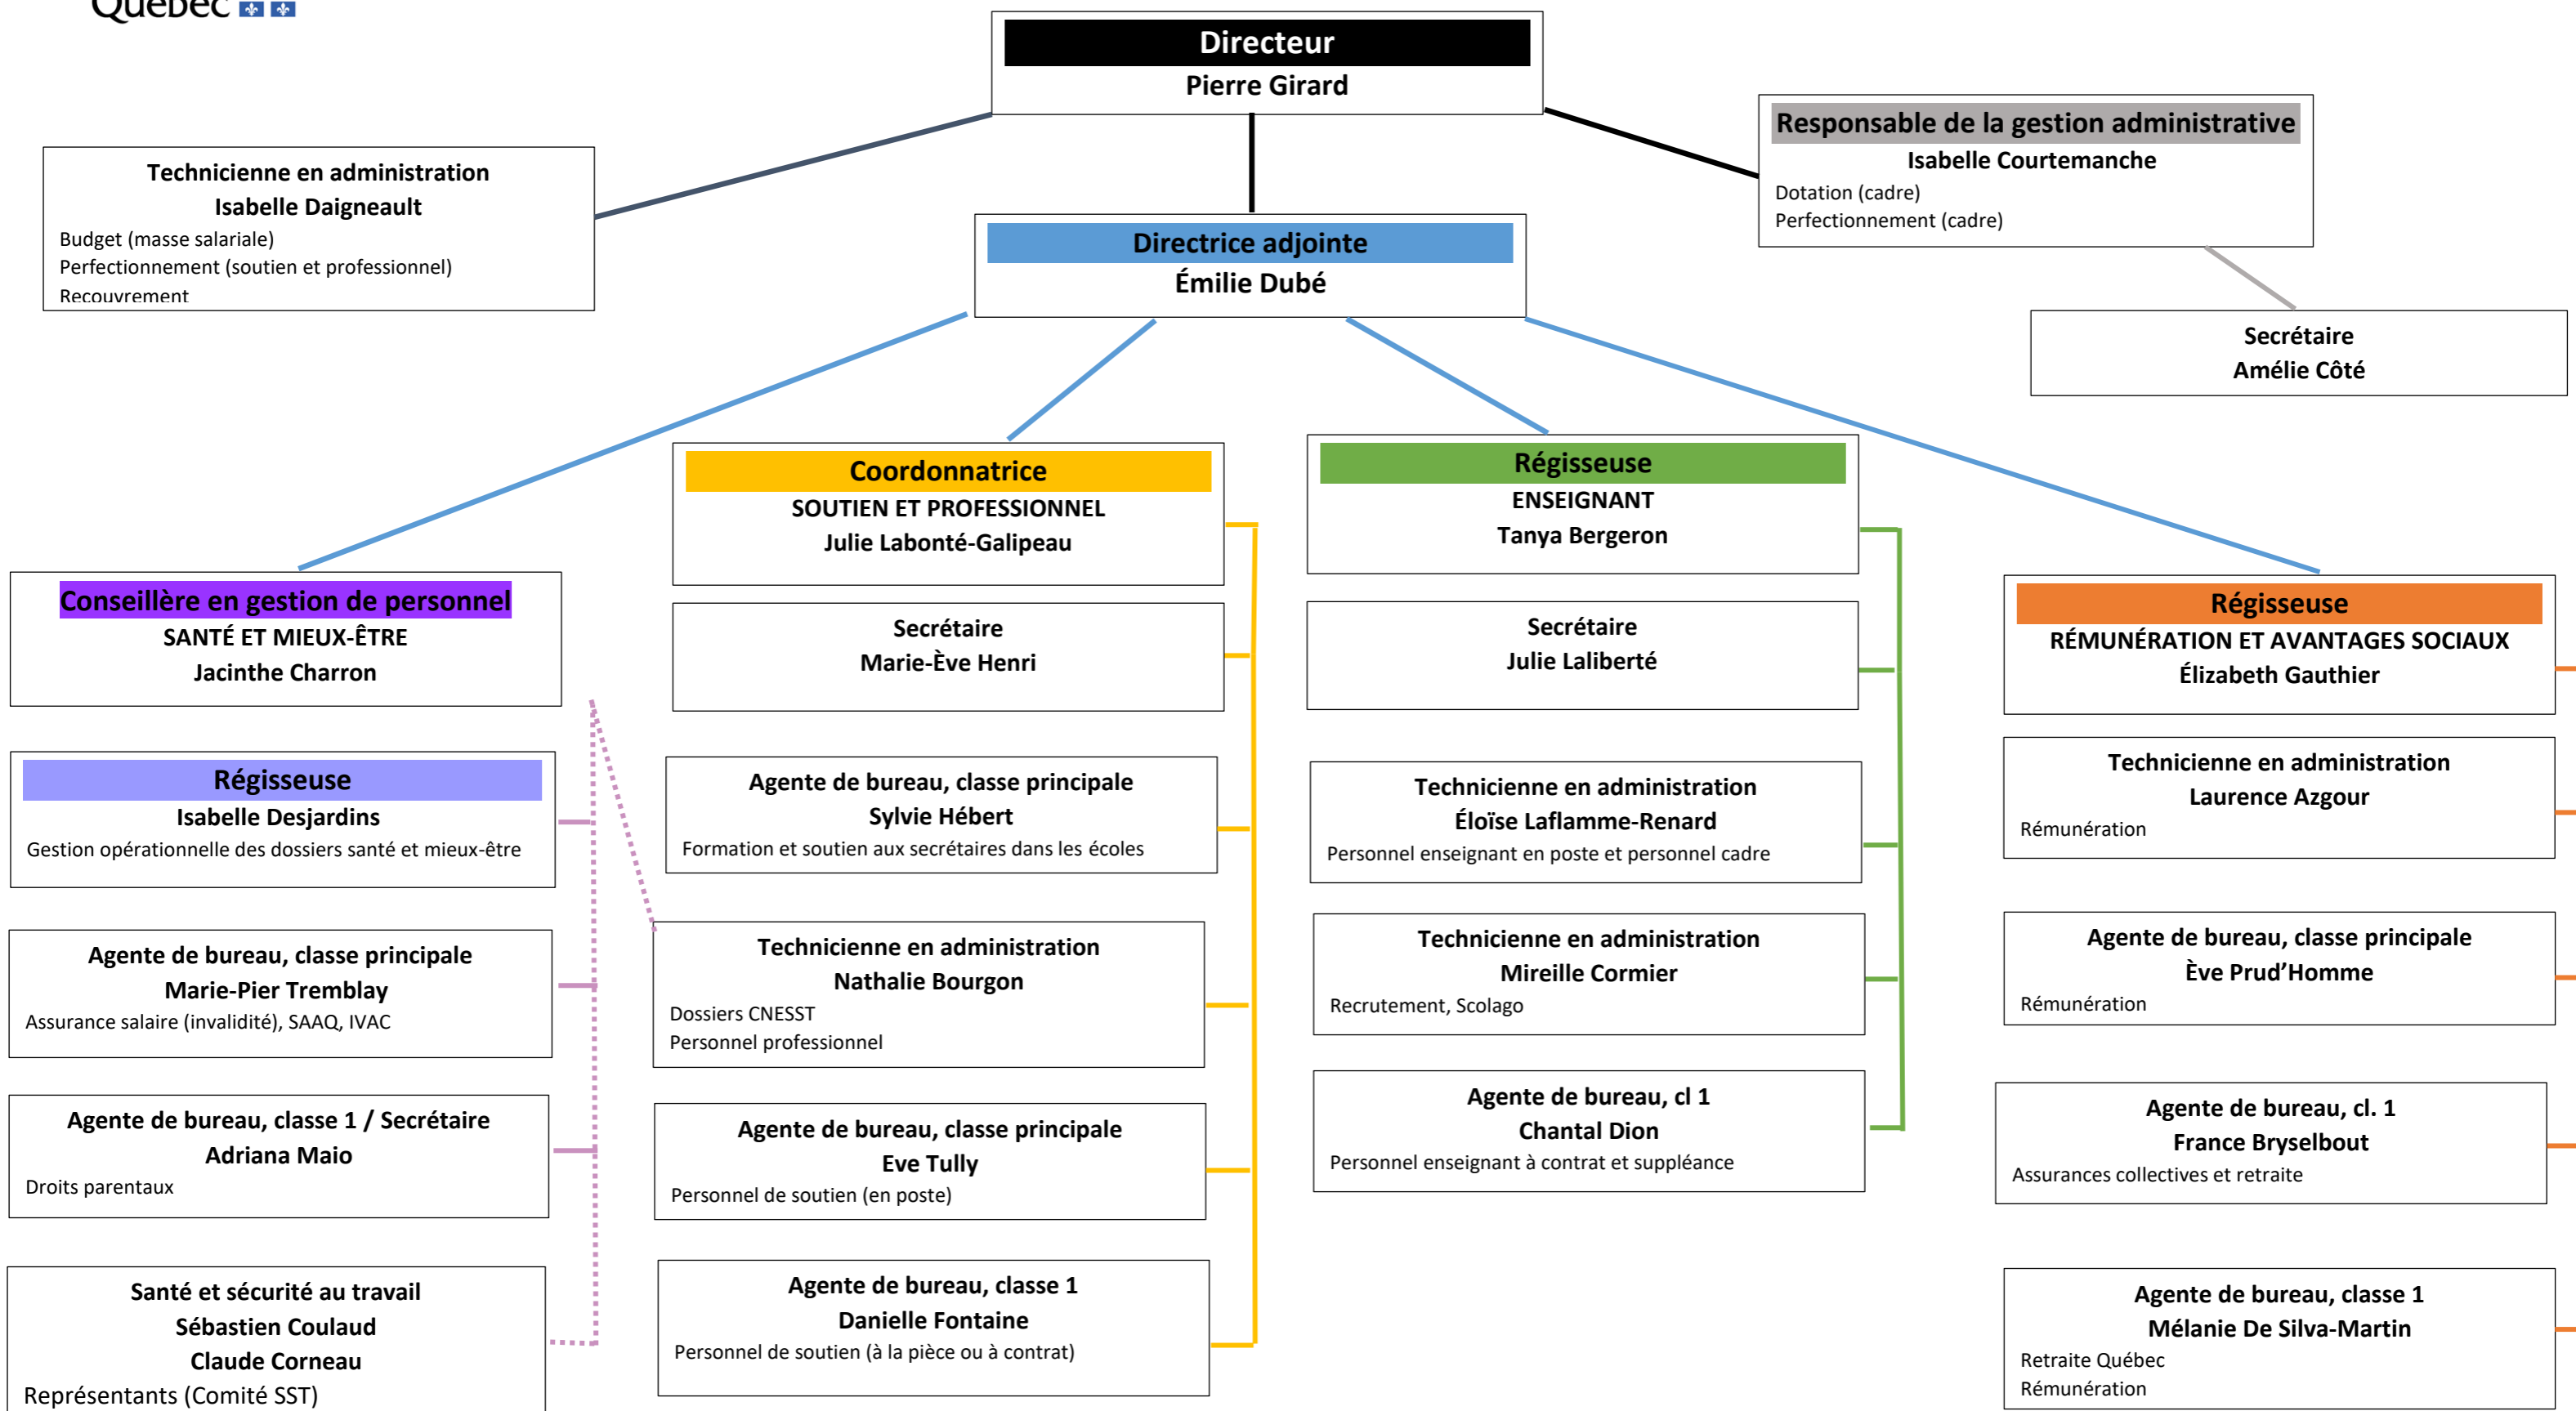 Québec
Directeur
Pierre Girard
Responsable de la gestion administrative
Isabelle Courtemanche
Dotation (cadre)
Perfectionnement (cadre)
Technicienne en administration
Isabelle Daigneault
Budget (masse salariale)
Perfectionnement (soutien et professionnel)
Recouvrement
Directrice adjointe
Émilie Dubé
Secrétaire
Amélie Côté
Conseillère en gestion de personnel
SANTÉ ET MIEUX-ÊTRE
Jacinthe Charron
Régisseuse
Isabelle Desjardins
Gestion opérationnelle des dossiers santé et mieux-être
Agente de bureau, classe principale
Marie-Pier Tremblay
Assurance salaire (invalidité), SAAQ, IVAC
Agente de bureau, classe 1 / Secrétaire
Adriana Maio
Droits parentaux
Santé et sécurité au travail
Sébastien Coulaud
Claude Corneau
Représentants (Comité SST)
Coordonnatrice
SOUTIEN ET PROFESSIONNEL
Julie Labonté-Galipeau
Secrétaire
Marie-Ève Henri
Agente de bureau, classe principale
Sylvie Hébert
Formation et soutien aux secrétaires dans les écoles
Technicienne en administration
Nathalie Bourgon
Dossiers CNESST
Personnel professionnel
Agente de bureau, classe principale
Eve Tully
Personnel de soutien (en poste)
Agente de bureau, classe 1
Danielle Fontaine
Personnel de soutien (à la pièce ou à contrat)
Régisseuse
ENSEIGNANT
Tanya Bergeron
Secrétaire
Julie Laliberté
Technicienne en administration
Éloïse Laflamme-Renard
Personnel enseignant en poste et personnel cadre
Technicienne en administration
Mireille Cormier
Recrutement, Scolago
Agente de bureau, cl 1
Chantal Dion
Personnel enseignant à contrat et suppléance
Régisseuse
RÉMUNÉRATION ET AVANTAGES SOCIAUX
Élizabeth Gauthier
Technicienne en administration
Laurence Azgour
Rémunération
Agente de bureau, classe principale
Ève Prud’Homme
Rémunération
Agente de bureau, cl. 1
France Bryselbout
Assurances collectives et retraite
Agente de bureau, classe 1
Mélanie De Silva-Martin
Retraite Québec
Rémunération